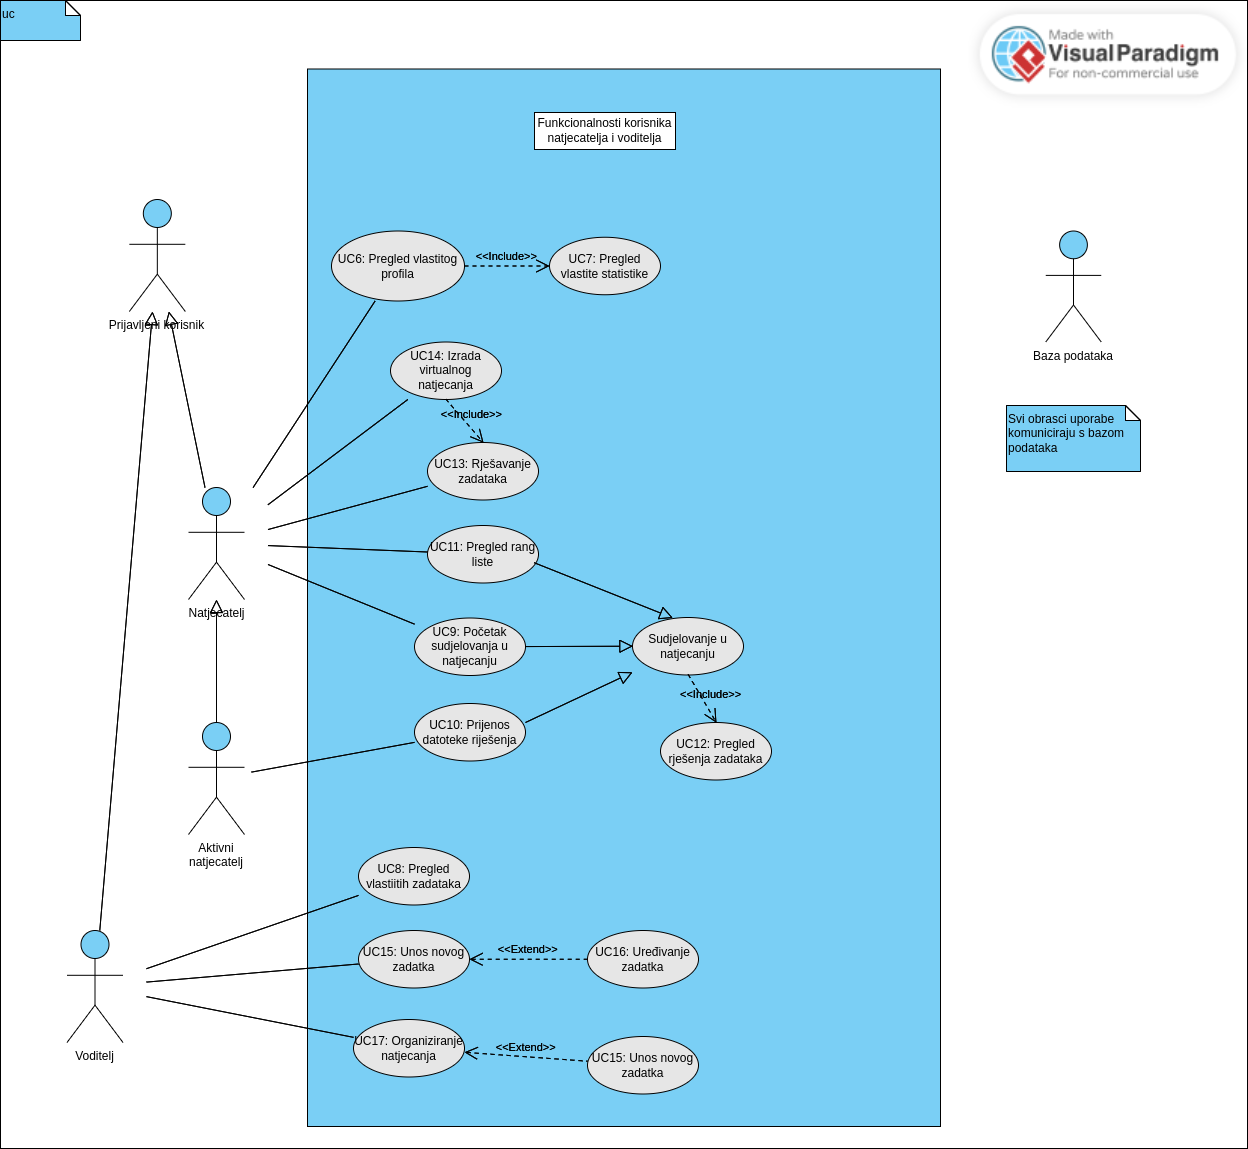 uc
Made with
Visual Paradigm
For non-commercial use
Funkcionalnosti korisnika
natjecatelja i voditelja
Prijavljeni korisnik
UC6: Pregled vlastitog
profila
<<Include>>
UC7: Pregled
vlastite statistike
Baza podataka
UC14: Izrada
virtualnog
natjecanja
<<Include>>
Svi obrasci uporabe
komuniciraju s bazom
podataka
UC13: Rješavanje
zadataka
UC11: Pregled rang
liste
Natjecatelj
UC9: Početak
sudjelovanja u
natjecanju
Sudjelovanje u
natjecanju
<<Include>>
UC10: Prijenos
datoteke riješenja
UC12: Pregled
rješenja zadataka
Aktivni
natjecatelj
UC8: Pregled
vlastiitih zadataka
UC15: Unos novog
zadatka
<<Extend>>
UC16: Uređivanje
zadatka
Voditelj
UC17: Organiziranje
natjecanja
<<Extend>>
UC15: Unos novog
zadatka